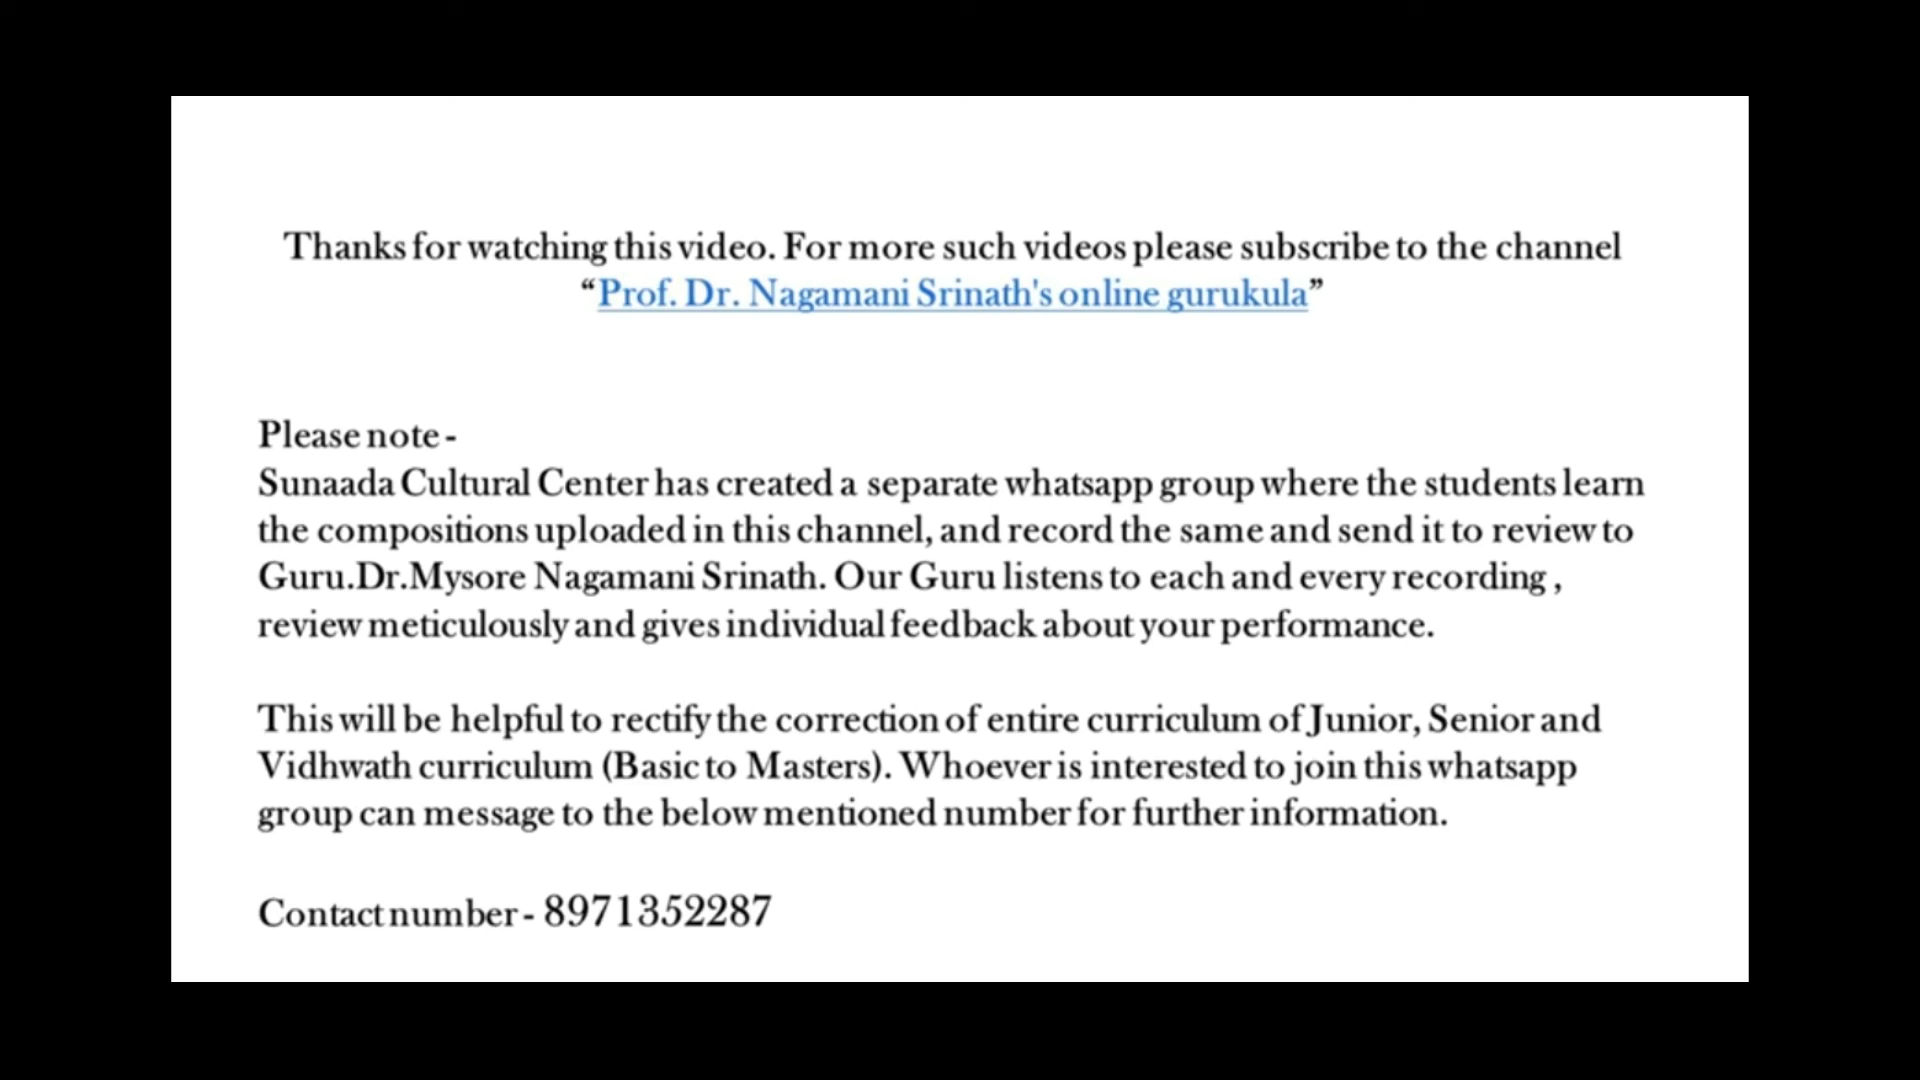 Thanks for watching this video. For more such videos please subscribe to the channel
“Prof. Dr. Nagamani Srinath's online gurukula”
Please note -
Sunaada Cultural Center has created a separate whatsapp group where the students learn
the compositions uploaded in this channel, and record the same and send it to review to
Guru.Dr.Mysore Nagamani Srinath. Our Guru listens to each and every recording ,
review meticulously and gives individual feedback about your performance.
This will be helpful to rectify the correction of entire curriculum of Junior, Senior and
Vidhwath curriculum (Basic to Masters). Whoever is interested to join this whatsapp
group can message to the below mentioned number for further information.
Contact number - 8971352287